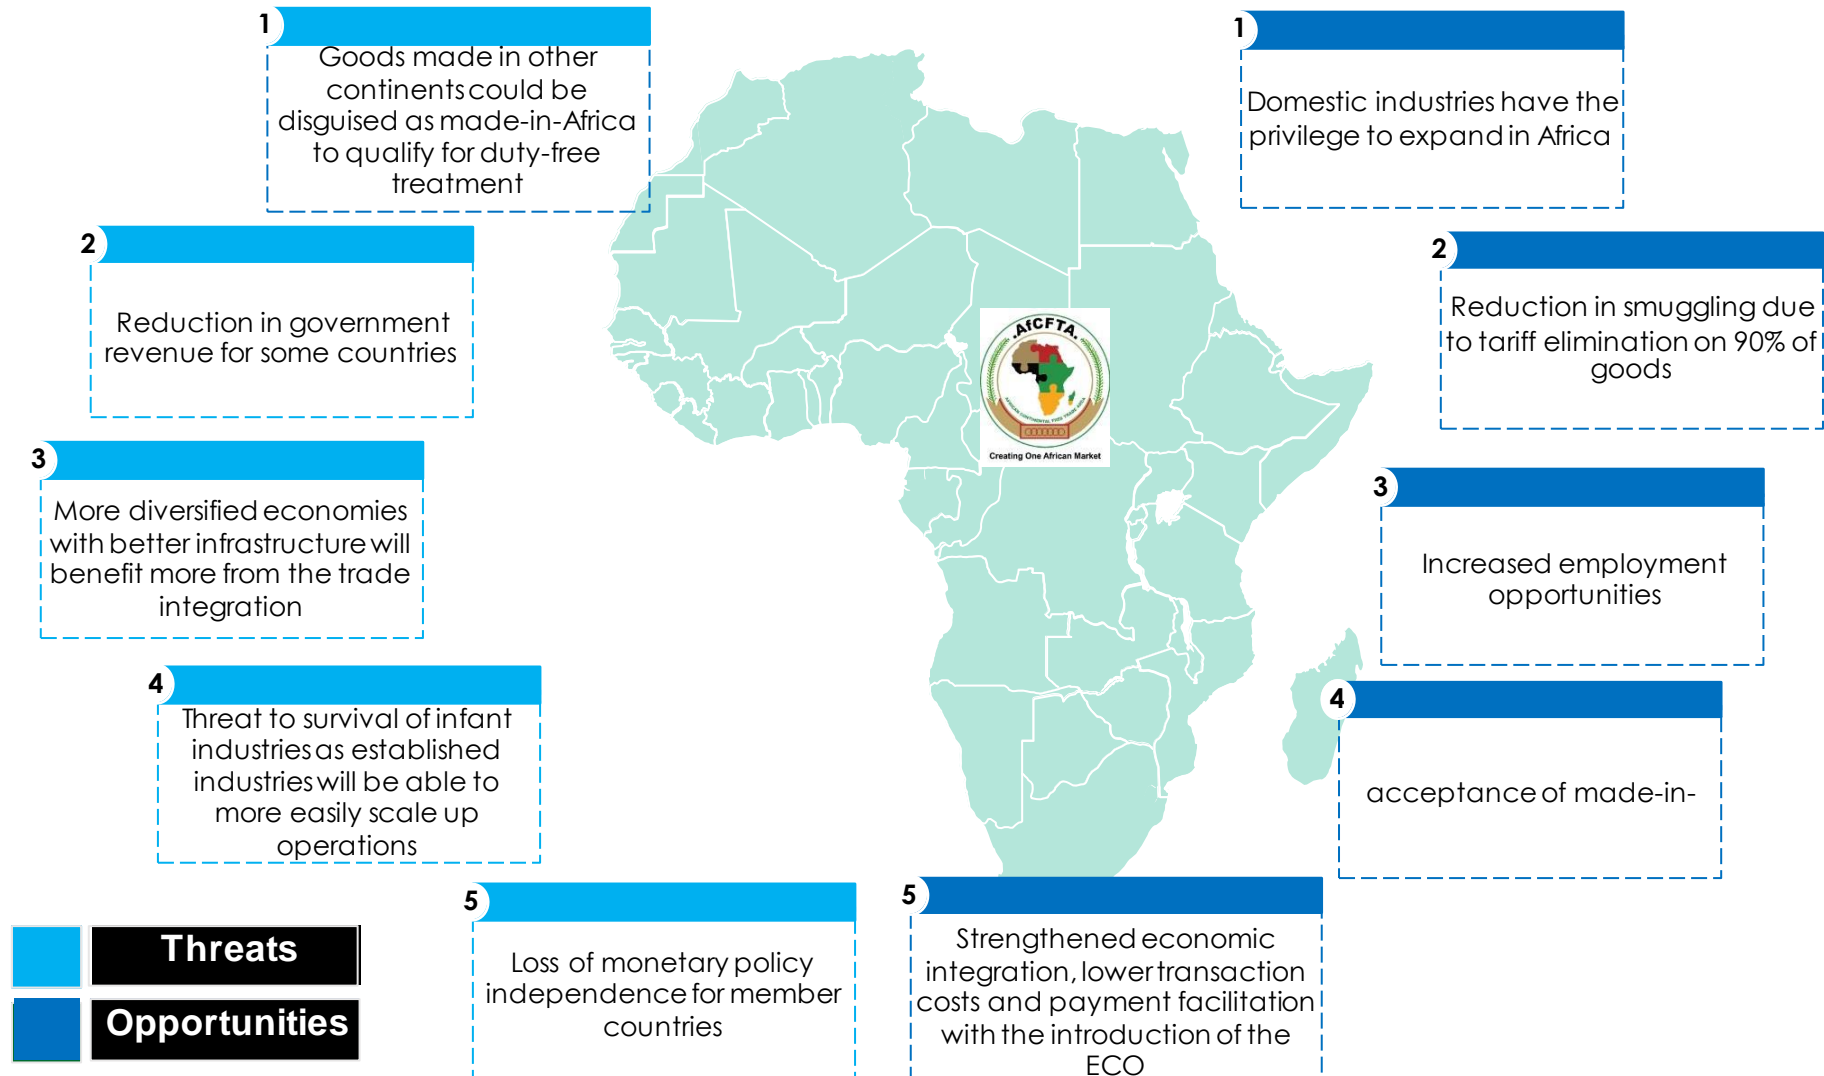 1
Goods made in other
continents could be
disguised as made-in-Africa
to qualify for duty-free
treatment
2
Reduction in government
revenue for some countries
3
More diversified economies
with better infrastructure will
benefit more from the trade
integration
4
Threat to survival of infant
industries as established
industries will be able to
more easily scale up
operations
5
Loss of monetary policy
independence for member
countries
Threats
Opportunities
.AfCFTA.
AFRICAN CONTINENTAL FREE TRADE AREA
Creating One African Market
1
Domestic industries have the
privilege to expand in Africa
2
Reduction in smuggling due
to tariff elimination on 90% of
goods
3
Increased employment
opportunities
4
acceptance of made-in-
5
Strengthened economic
integration, lower transaction
costs and payment facilitation
with the introduction of the
ECO